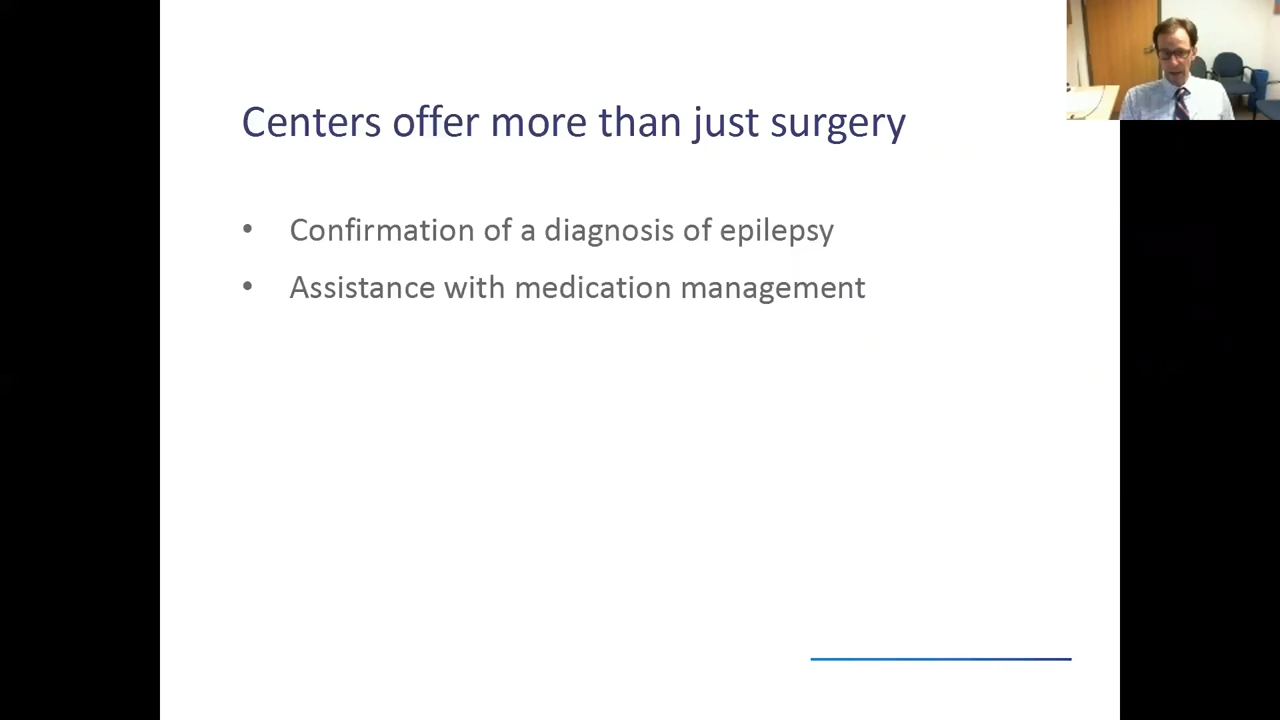 Centers offer more than just surgery
• Confirmation of a diagnosis of epilepsy
• Assistance with medication management